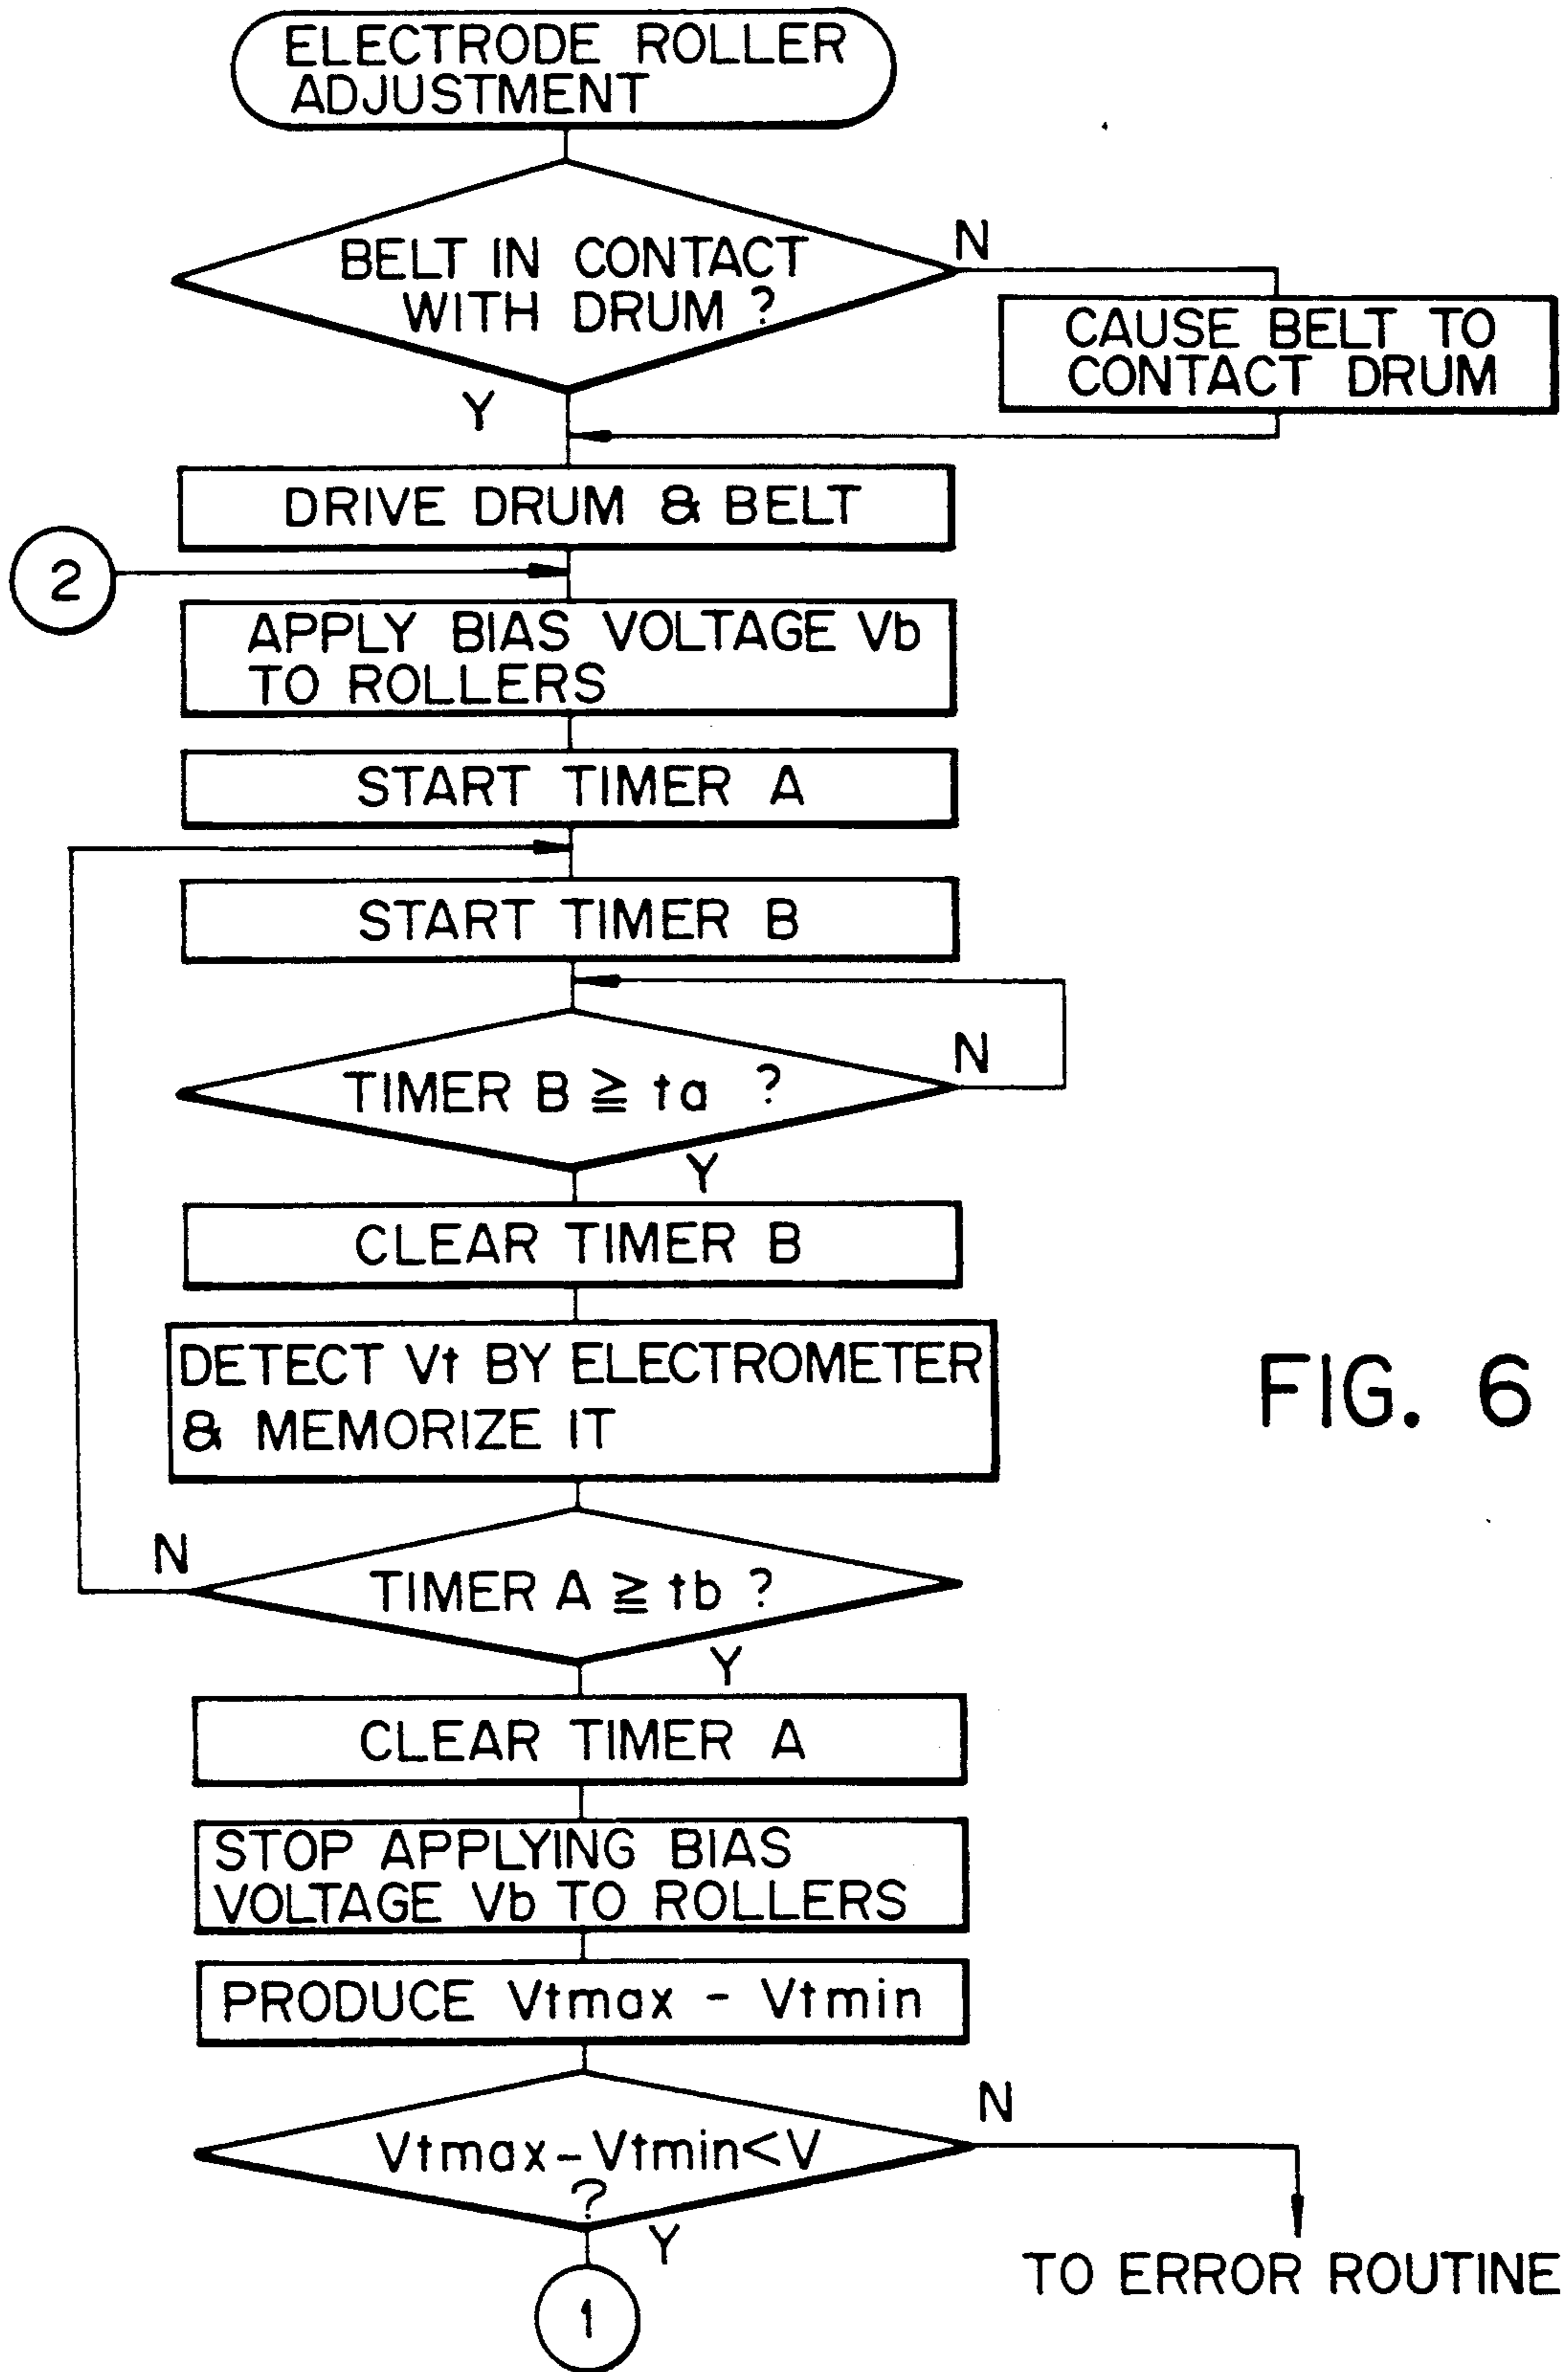 ELECTRODE ROLLER
ADJUSTMENT
BELT IN CONTACT
WITH DRUM ?
N
CAUSE BELT TO
CONTACT DRUM
Y
DRIVE DRUM & BELT
2
APPLY BIAS VOLTAGE Vb
TO ROLLERS
START TIMER A
START TIMER B
TIMER B ≧ ta ?
N
Y
CLEAR TIMER B
DETECT Vt BY ELECTROMETER
& MEMORIZE IT
FIG. 6
N
TIMER A ≧ tb ?
Y
CLEAR TIMER A
STOP APPLYING BIAS
VOLTAGE Vb TO ROLLERS
PRODUCE Vtmax - Vtmin
N
Vtmax-Vtmin<V
?
Y
TO ERROR ROUTINE
1